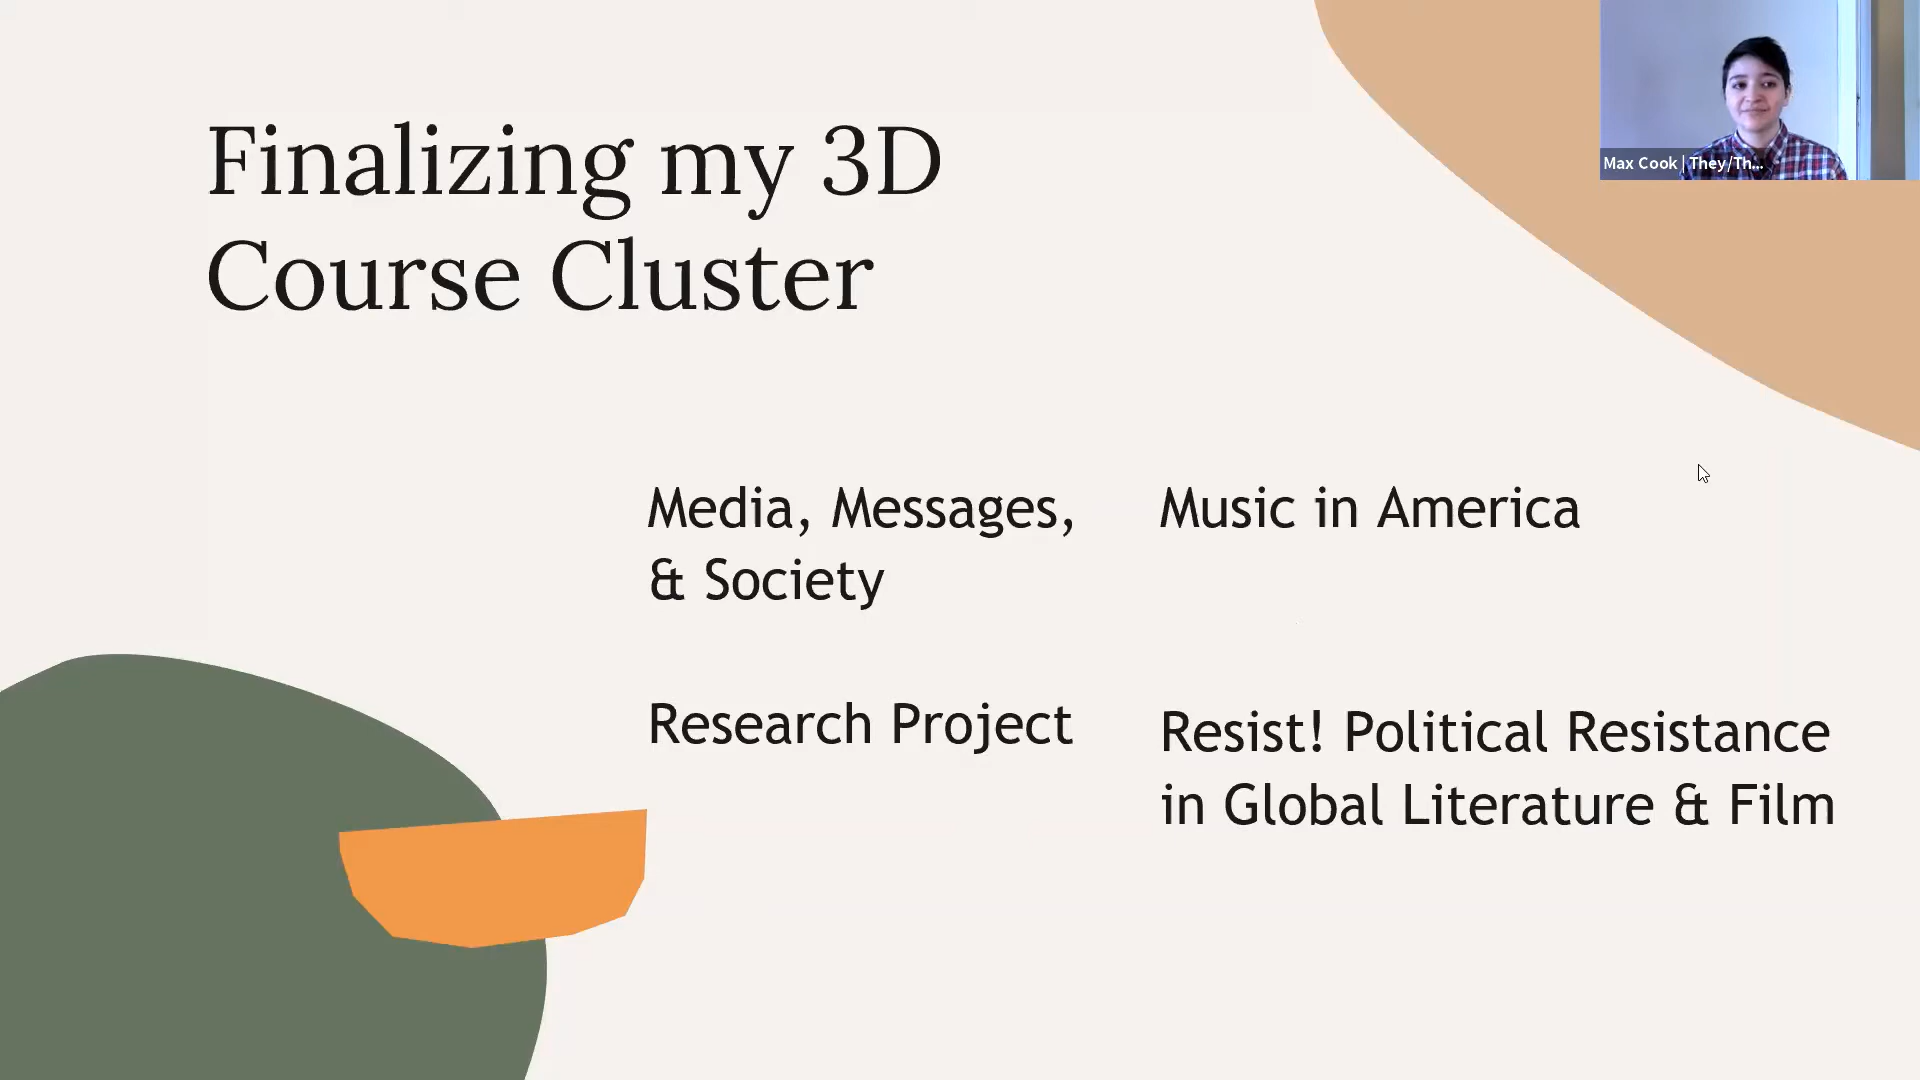 Finalizing my 3D
Course Cluster
Max Cook | They/Th...
Media, Messages,
& Society
Music in America
Research Project
Resist! Political Resistance
in Global Literature & Film